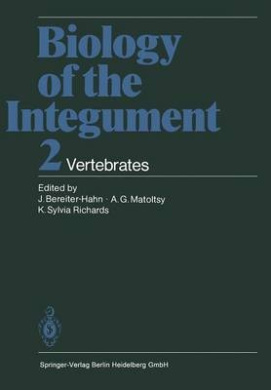 Biology
of the
Integument
2 Vertebrates
Edited by
J. Bereiter-Hahn · A. G. Matoltsy
K. Sylvia Richards
Springer-Verlag Berlin Heidelberg GmbH